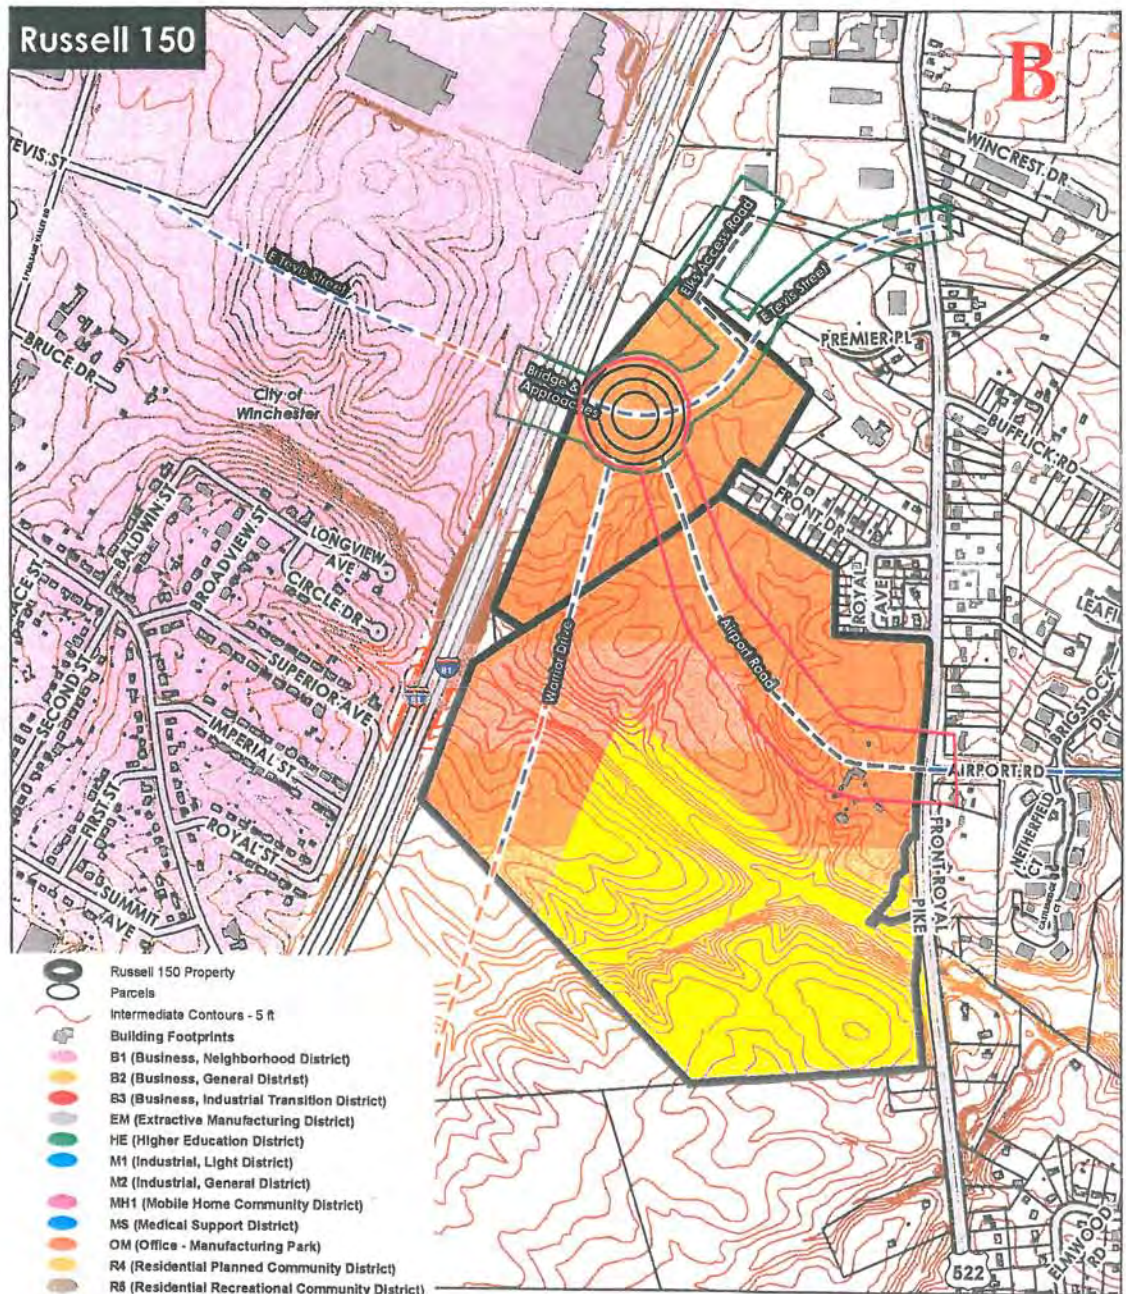 Russell 150
B
TEVIS ST
WINCREST DR
E Tevis Street
Elks Access Road
E Tevis Street
PREMIER PL
BRUCE DR
City of
Winchester
Bridge &
Approaches
BUFFLICK RD
FRONT DR
BALDWIN ST
BROADVIEW ST
LONGVIEW
AVE
CIRCLE DR
ROYAL
AVE
SECOND ST
SUPERIOR AVE
IMPERIAL ST
FIRST ST
ROYAL ST
SUMMIT
AVE
81
Warrior Drive
Airport Road
AIRPORT RD
BRIGSTOCK
DR
NETHERFIELD
CT
FRONT ROYAL
PIKE
522
ELMWOOD
RD
Russell 150 Property
Parcels
Intermediate Contours - 5 ft
Building Footprints
B1 (Business, Neighborhood District)
B2 (Business, General Distrist)
B3 (Business, Industrial Transition District)
EM (Extractive Manufacturing District)
HE (Higher Education District)
M1 (Industrial, Light District)
M2 (Industrial, General District)
MH1 (Mobile Home Community District)
MS (Medical Support District)
OM (Office - Manufacturing Park)
R4 (Residential Planned Community District)
R5 (Residential Recreational Community District)